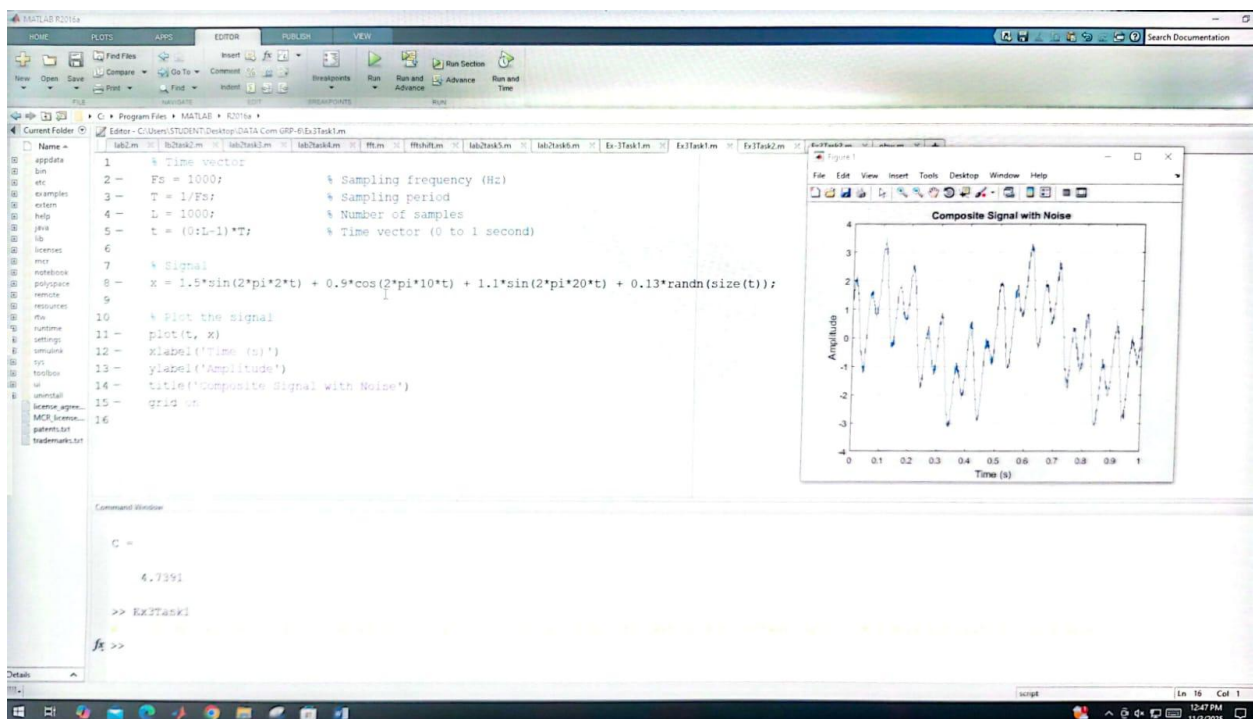 MATLAB R2016a
HOME PLOTS APPS EDITOR PUBLISH VIEW
Search Documentation
New Open Save
Find Files
Compare
Print
Go To
Find
Insert
Comment
Indent
Breakpoints
Run
Run and Advance
Run Section
Advance
Run and Time
FILE NAVIGATE EDIT BREAKPOINTS RUN
C: Program Files MATLAB R2016a
Current Folder
Name
appdata
bin
etc
examples
extern
help
java
lib
licenses
mcr
notebook
polyspace
remote
resources
rtw
runtime
settings
simulink
sys
toolbox
ui
uninstall
license_agree...
MCR_license...
patents.txt
trademarks.txt
Details
Editor - C:\Users\STUDENT\Desktop\DATA Com GRP-6\Ex3Task1.m
lab2.m lb2task2.m lab2task3.m lab2task4.m fft.m fftshift.m lab2task5.m lab2task6.m Ex-3Task1.m Ex3Task1.m Ex3Task2.m
1 % Time vector
2 - Fs = 1000; % Sampling frequency (Hz)
3 - T = 1/Fs; % Sampling period
4 - L = 1000; % Number of samples
5 - t = (0:L-1)*T; % Time vector (0 to 1 second)
6
7 % Signal
8 - x = 1.5*sin(2*pi*2*t) + 0.9*cos(2*pi*10*t) + 1.1*sin(2*pi*20*t) + 0.13*randn(size(t));
9
10 % Plot the signal
11 - plot(t, x)
12 - xlabel('Time (s)')
13 - ylabel('Amplitude')
14 - title('Composite Signal with Noise')
15 - grid on
16
Figure 1
File Edit View Insert Tools Desktop Window Help
Composite Signal with Noise
Amplitude
4
3
2
1
0
-1
-2
-3
-4
0 0.1 0.2 0.3 0.4 0.5 0.6 0.7 0.8 0.9 1
Time (s)
Command Window
C =
4.7391
>> Ex3Task1
fx >>
script
Ln 16 Col 1
12:47 PM
11/3/2025